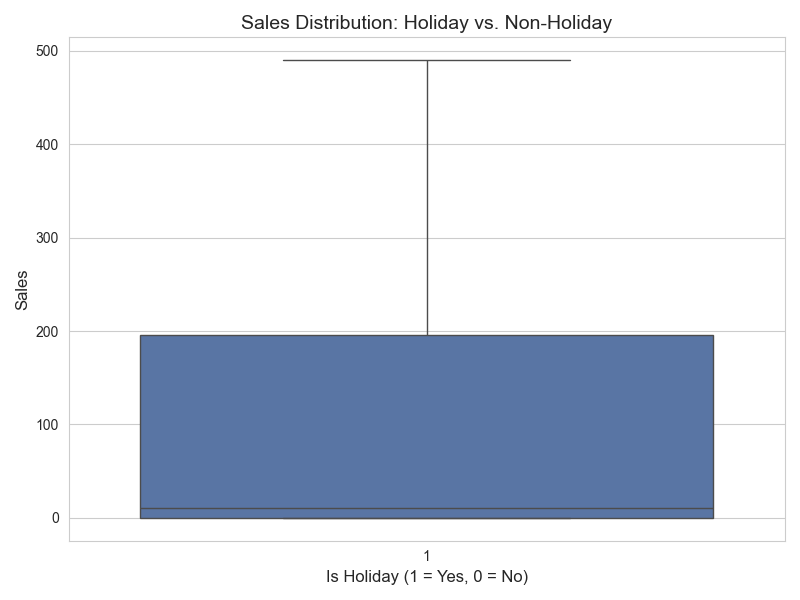 Sales Distribution: Holiday vs. Non-Holiday
500
400
300
200
100
0
Sales
1
Is Holiday (1 = Yes, 0 = No)